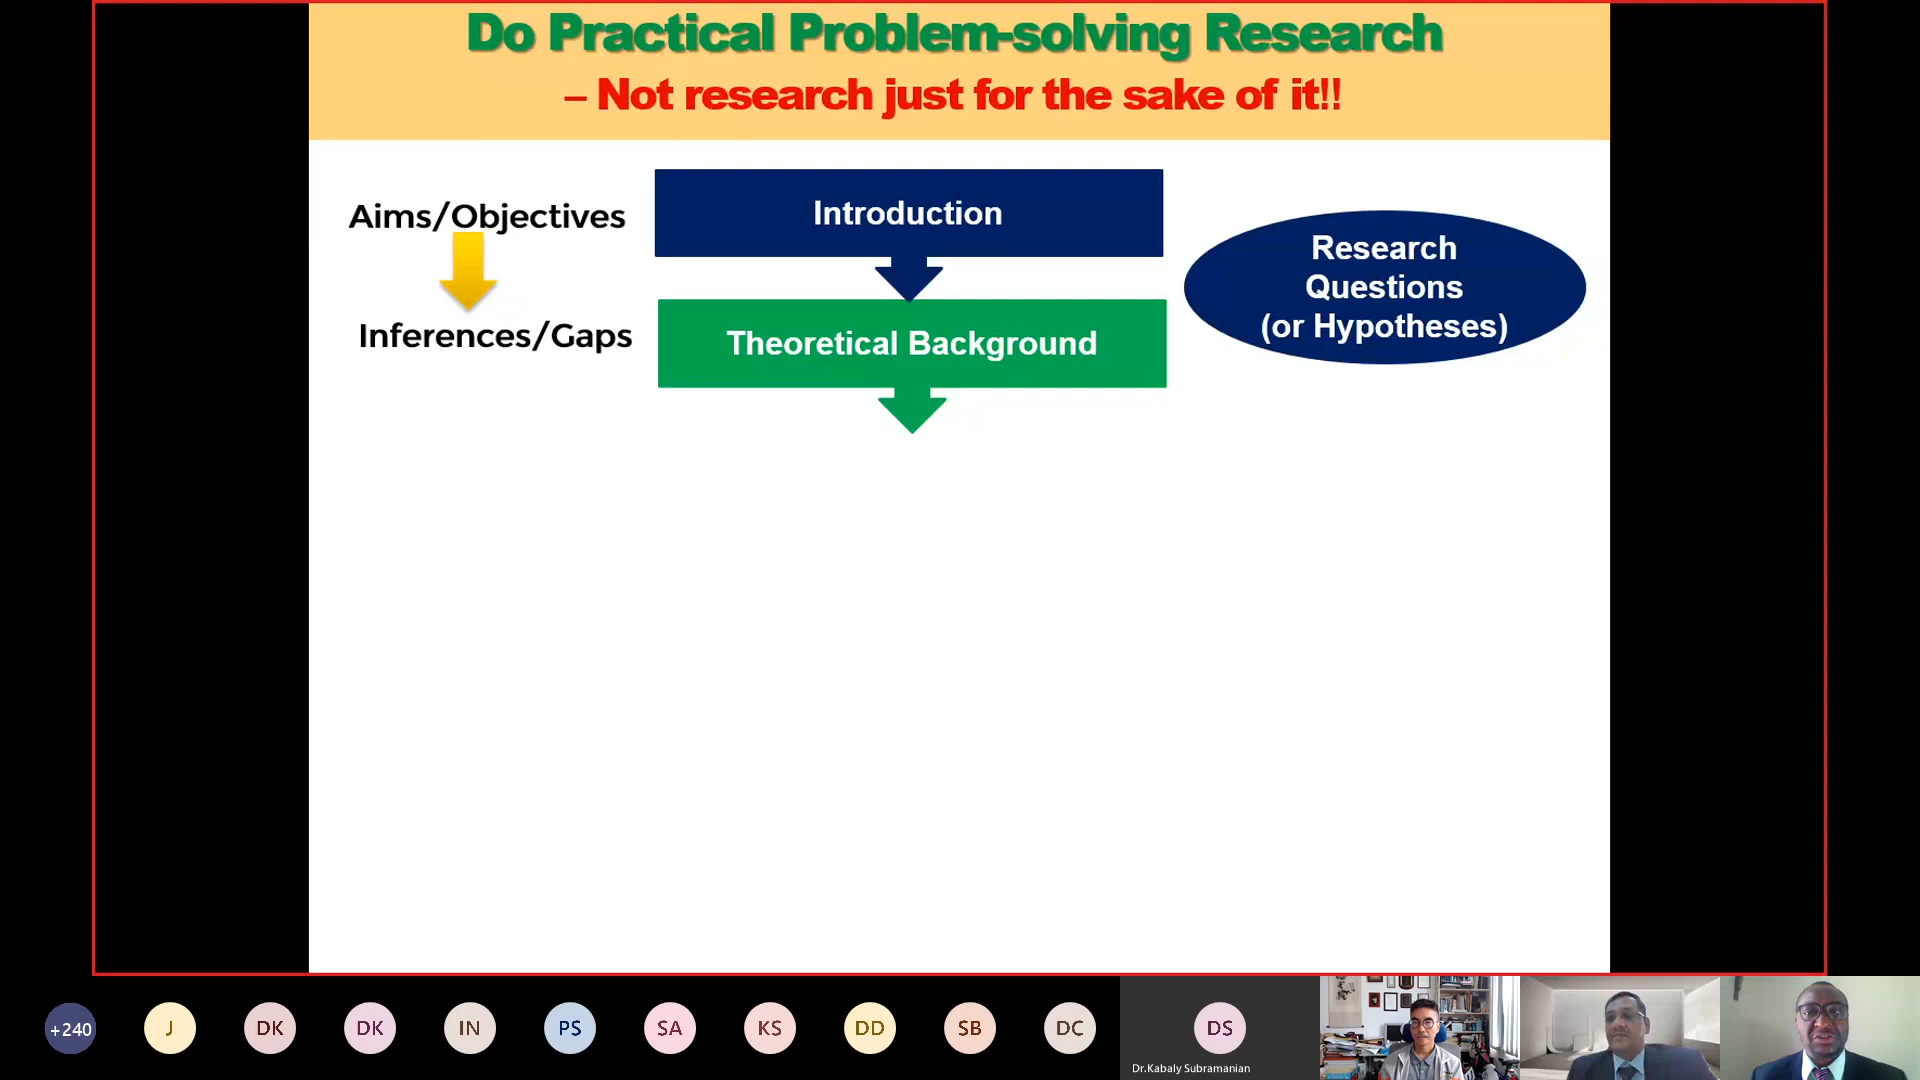 Do Practical Problem-solving Research
– Not research just for the sake of it!!
Aims/Objectives
Introduction
Research
Questions
(or Hypotheses)
Inferences/Gaps
Theoretical Background
+240
J
DK
DK
IN
PS
SA
KS
DD
SB
DC
DS
Dr.Kabaly Subramanian